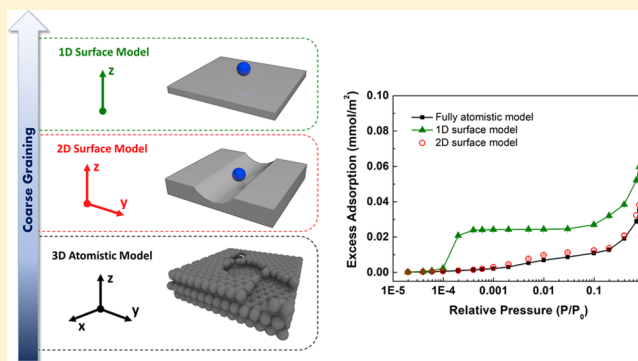 Coarse Graining
1D Surface Model
z
2D Surface Model
z
y
3D Atomistic Model
z
x
y
Excess Adsorption (mmol/m²)
0.10
0.08
0.06
0.04
0.02
0.00
Fully atomistic model
1D surface model
2D surface model
1E-5
1E-4
0.001
0.01
0.1
Relative Pressure (P/P₀)